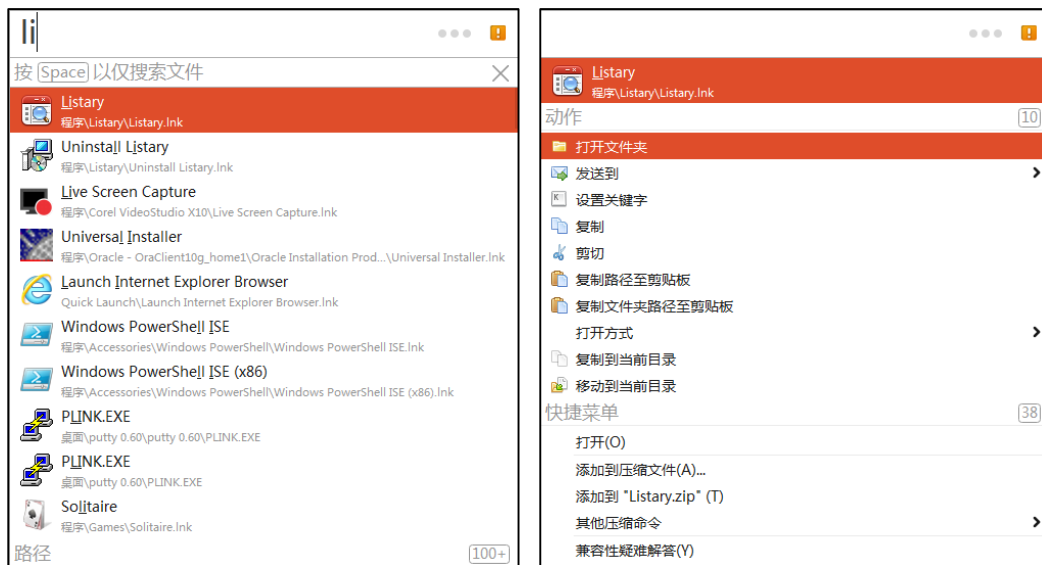 li
按 Space 以仅搜索文件
Listary
程序\Listary\Listary.lnk
Uninstall Listary
程序\Listary\Uninstall Listary.lnk
Live Screen Capture
程序\Corel VideoStudio X10\Live Screen Capture.lnk
Universal Installer
程序\Oracle - OraClient10g_home1\Oracle Installation Prod...\Universal Installer.lnk
Launch Internet Explorer Browser
Quick Launch\Launch Internet Explorer Browser.lnk
Windows PowerShell ISE
程序\Accessories\Windows PowerShell\Windows PowerShell ISE.lnk
Windows PowerShell ISE (x86)
程序\Accessories\Windows PowerShell\Windows PowerShell ISE (x86).lnk
PLINK.EXE
桌面\putty 0.60\putty 0.60\PLINK.EXE
PLINK.EXE
桌面\putty 0.60\PLINK.EXE
Solitaire
程序\Games\Solitaire.lnk
路径 100+
Listary
程序\Listary\Listary.lnk
动作 10
打开文件夹
发送到
设置关键字
复制
剪切
复制路径至剪贴板
复制文件夹路径至剪贴板
打开方式
复制到当前目录
移动到当前目录
快捷菜单 38
打开(O)
添加到压缩文件(A)...
添加到 "Listary.zip" (T)
其他压缩命令
兼容性疑难解答(Y)